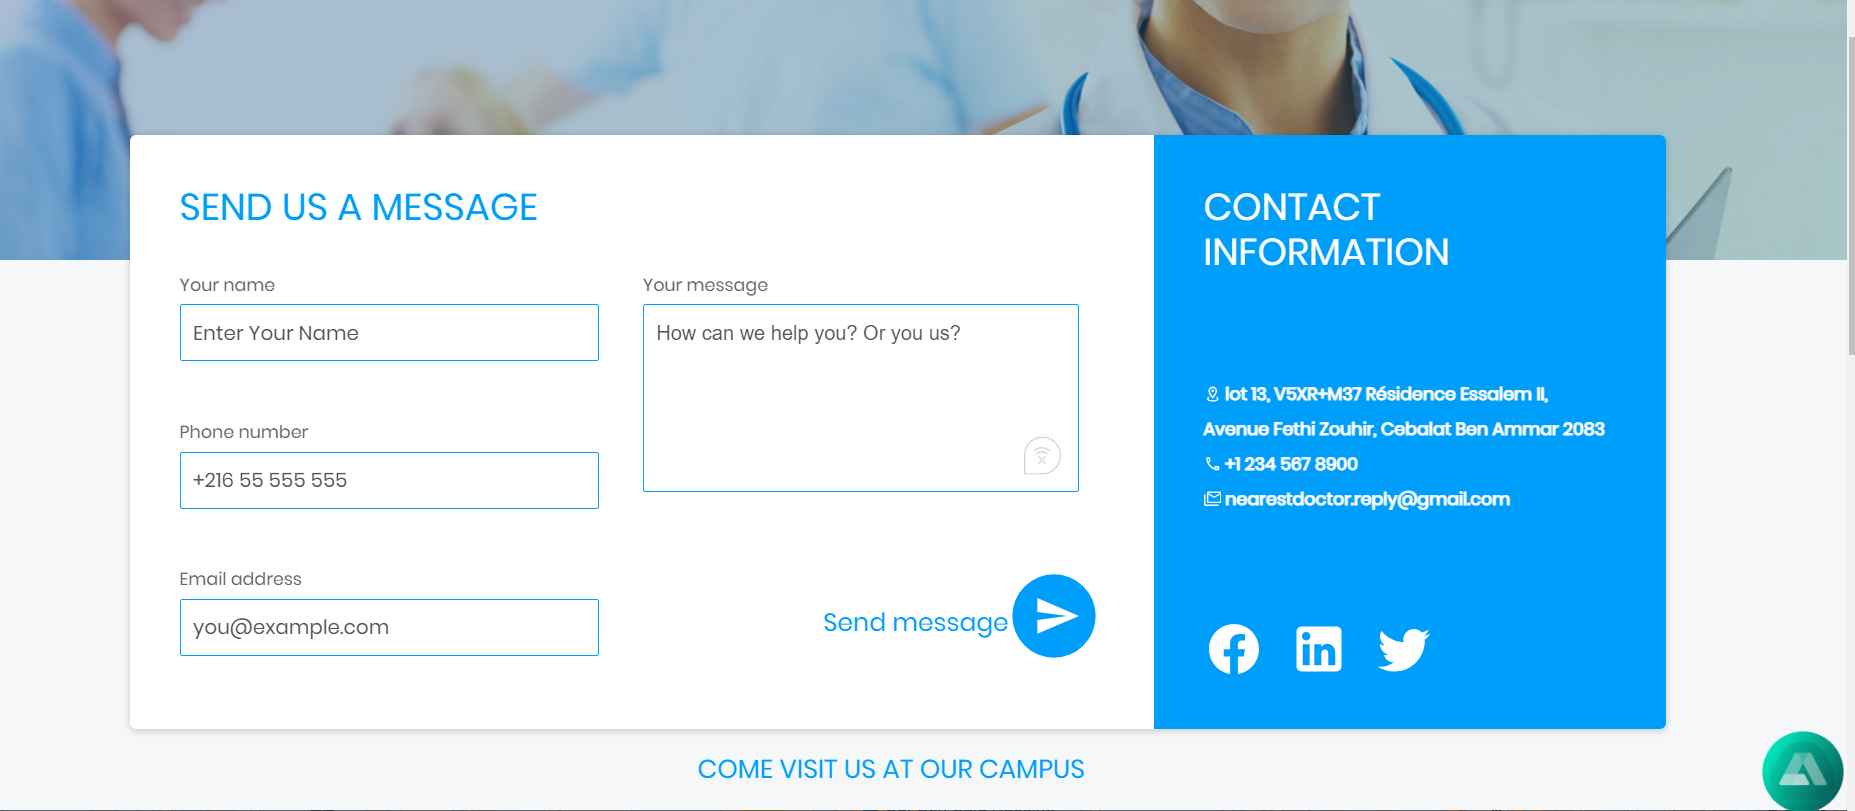 SEND US A MESSAGE
Your name
Enter Your Name
Phone number
+216 55 555 555
Email address
you@example.com
Your message
How can we help you? Or you us?
Send message
CONTACT
INFORMATION
lot 13, V5XR+M37 Résidence Essalem II,
Avenue Fethi Zouhir, Cebalat Ben Ammar 2083
+1 234 567 8900
nearestdoctor.reply@gmail.com
COME VISIT US AT OUR CAMPUS